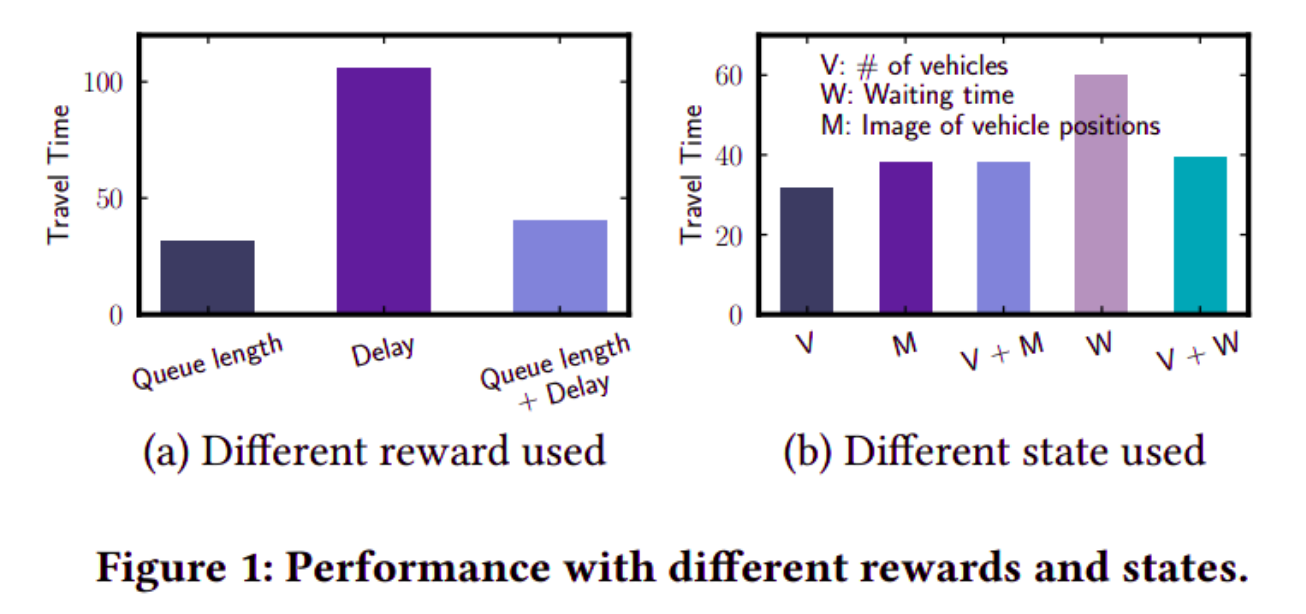 Travel Time
100
50
0
Queue length
Delay
Queue length
+ Delay
(a) Different reward used
Travel Time
60
40
20
0
V: # of vehicles
W: Waiting time
M: Image of vehicle positions
V
M
V + M
W
V + W
(b) Different state used
Figure 1: Performance with different rewards and states.